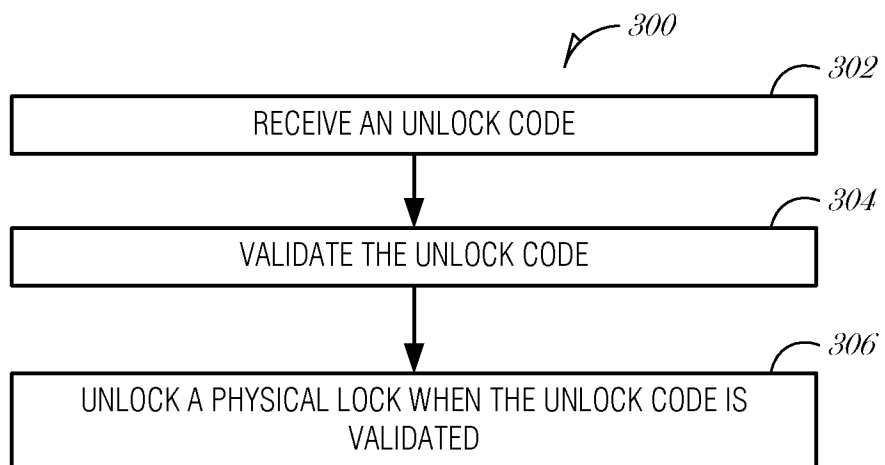 300
302
RECEIVE AN UNLOCK CODE
304
VALIDATE THE UNLOCK CODE
306
UNLOCK A PHYSICAL LOCK WHEN THE UNLOCK CODE IS
VALIDATED